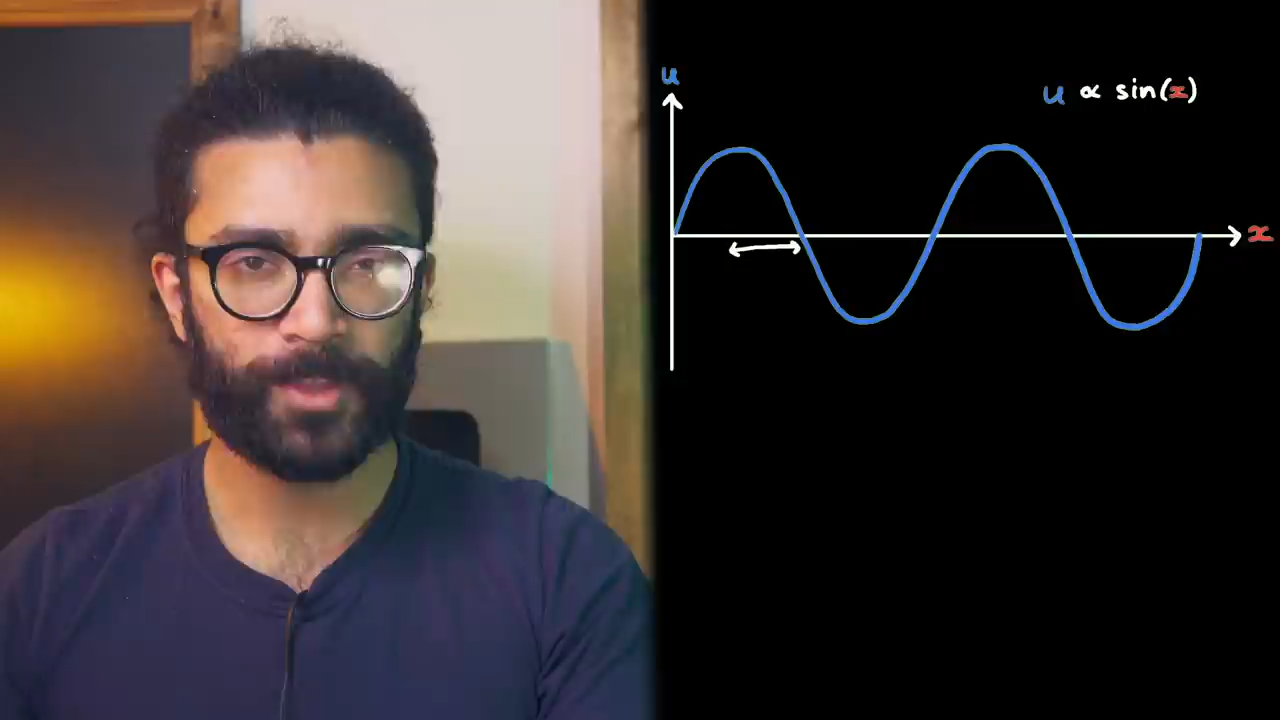 u
u ∝ sin(x)
x